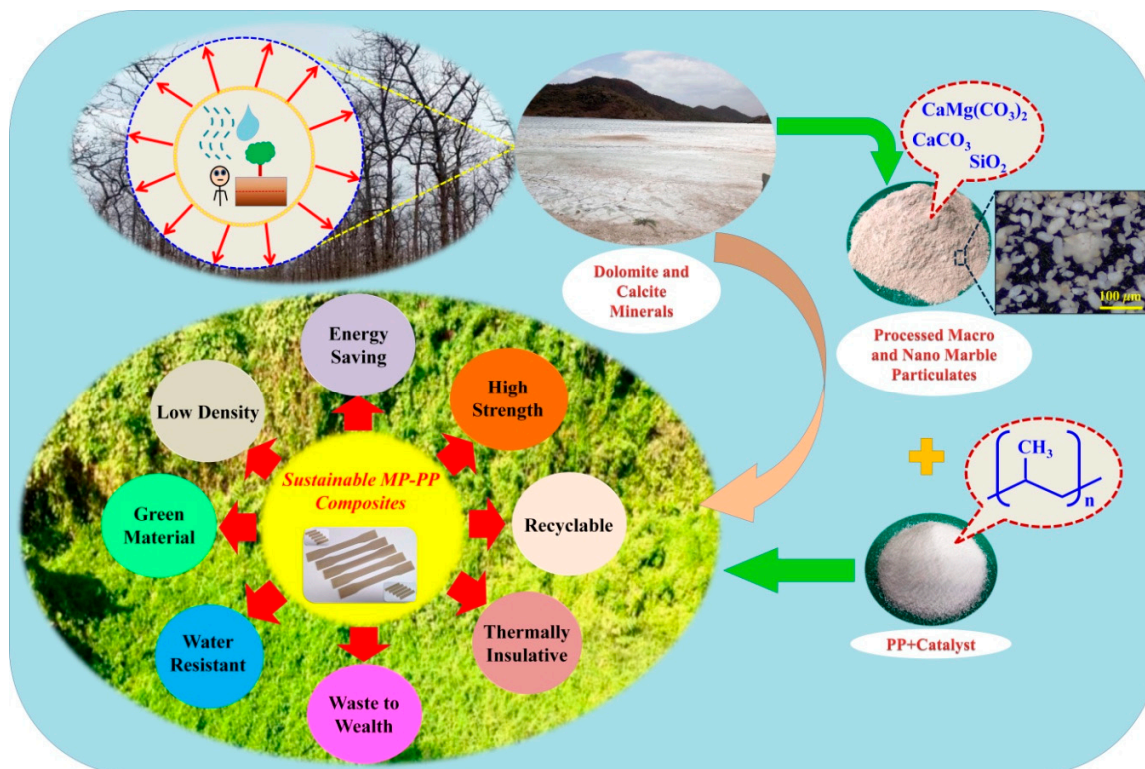 CaMg(CO₃)₂
CaCO₃
SiO₂
100 μm
Dolomite and
Calcite
Minerals
Processed Macro
and Nano Marble
Particulates
CH₃
n
PP+Catalyst
Energy
Saving
High
Strength
Low Density
Sustainable MP-PP
Composites
Green
Material
Recyclable
Water
Resistant
Thermally
Insulative
Waste to
Wealth